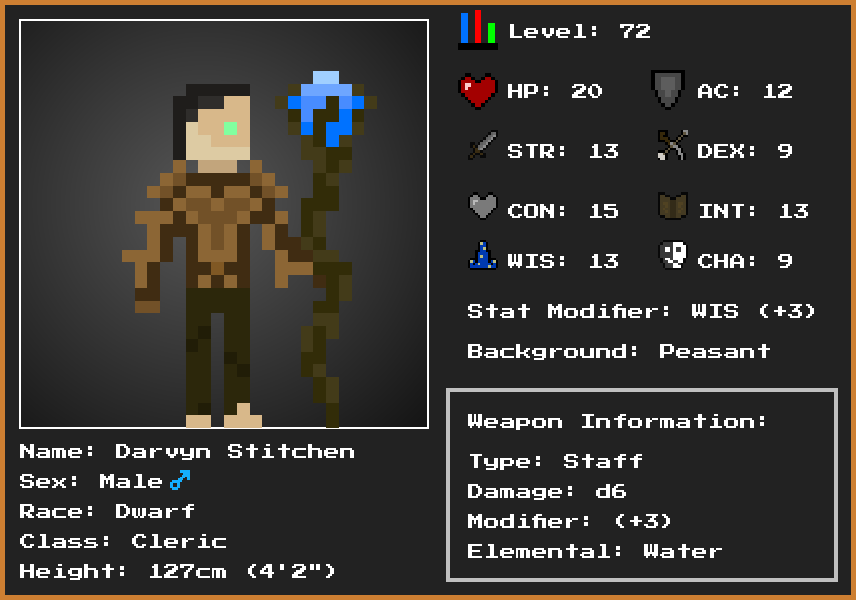 Level: 72
HP: 20 AC: 12
STR: 13 DEX: 9
CON: 15 INT: 13
WIS: 13 CHA: 9
Stat Modifier: WIS (+3)
Background: Peasant
Weapon Information:
Type: Staff
Damage: d6
Modifier: (+3)
Elemental: Water
Name: Darvyn Stitchen
Sex: Male♂
Race: Dwarf
Class: Cleric
Height: 127cm (4'2")